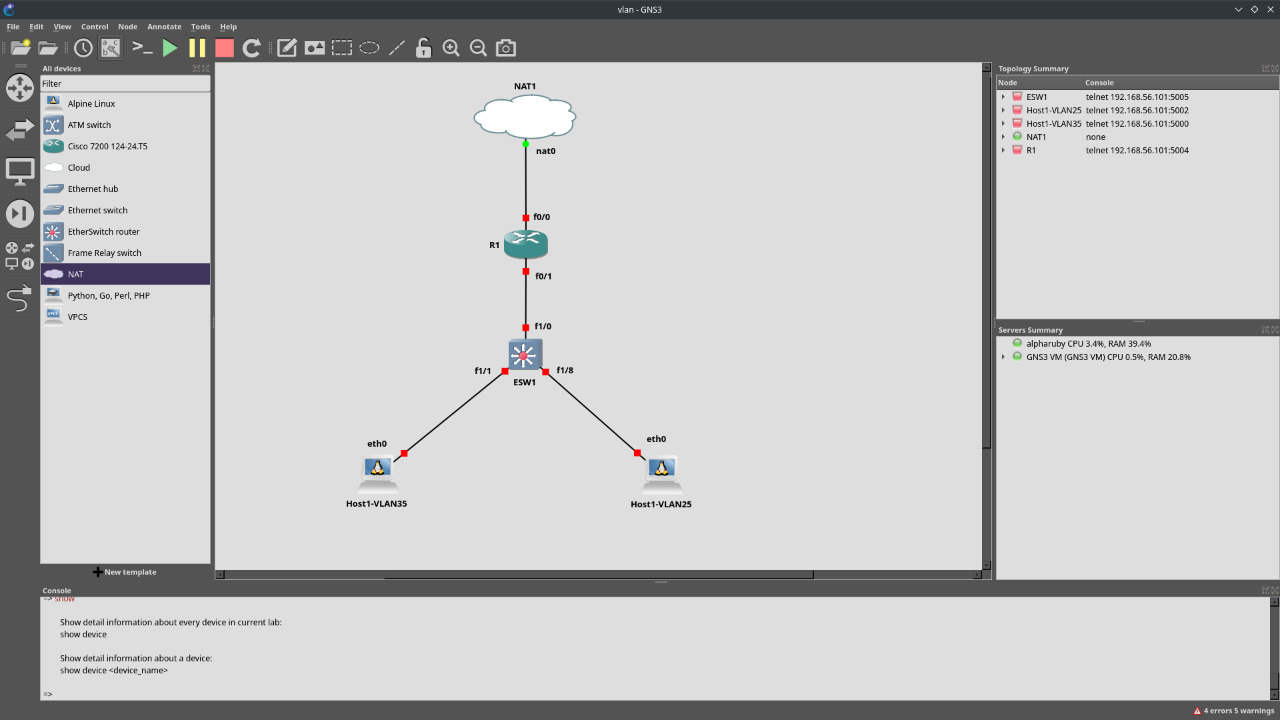 vlan - GNS3
File Edit View Control Node Annotate Tools Help
All devices
Filter
Alpine Linux
ATM switch
Cisco 7200 124-24.T5
Cloud
Ethernet hub
Ethernet switch
EtherSwitch router
Frame Relay switch
NAT
Python, Go, Perl, PHP
VPCS
New template
NAT1
nat0
f0/0
R1
f0/1
f1/0
f1/1
f1/8
ESW1
eth0
eth0
Host1-VLAN35
Host1-VLAN25
Topology Summary
Node Console
ESW1 telnet 192.168.56.101:5005
Host1-VLAN25 telnet 192.168.56.101:5002
Host1-VLAN35 telnet 192.168.56.101:5000
NAT1 none
R1 telnet 192.168.56.101:5004
Servers Summary
alpharuby CPU 3.4%, RAM 39.4%
GNS3 VM (GNS3 VM) CPU 0.5%, RAM 20.8%
Console
=> show
Show detail information about every device in current lab:
show device
Show detail information about a device:
show device <device_name>
=>
4 errors 5 warnings